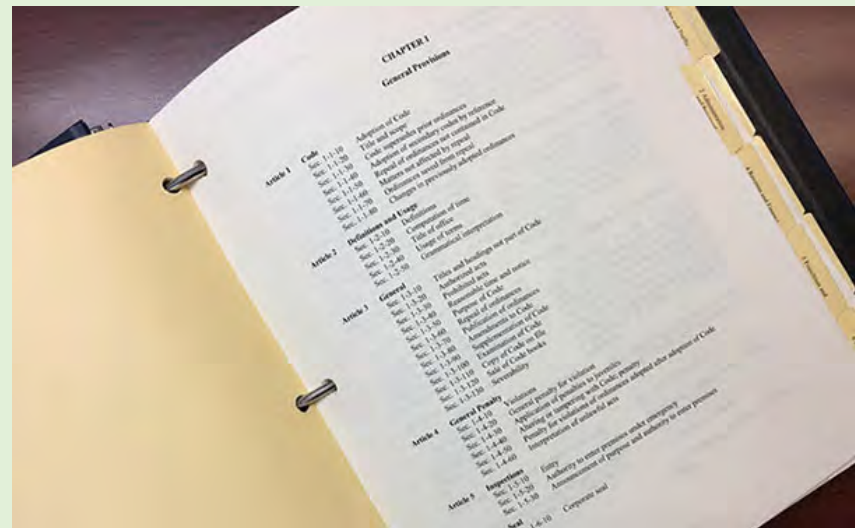 CHAPTER 1
General Provisions
Article 1 Code
Sec. 1-1-10 Adoption of Code
Sec. 1-1-20 Title and scope
Sec. 1-1-30 Code supersedes prior ordinances
Sec. 1-1-40 Adoption of secondary codes by reference
Sec. 1-1-50 Repeal of ordinances not contained in Code
Sec. 1-1-60 Matters not affected by repeal
Sec. 1-1-70 Ordinances saved from repeal
Sec. 1-1-80 Changes in previously adopted ordinances
Article 2 Definitions and Usage
Sec. 1-2-10 Definitions
Sec. 1-2-20 Computation of time
Sec. 1-2-30 Title of office
Sec. 1-2-40 Usage of terms
Sec. 1-2-50 Grammatical interpretation
Article 3 General
Sec. 1-3-10 Titles and headings not part of Code
Sec. 1-3-20 Authorized acts
Sec. 1-3-30 Prohibited acts
Sec. 1-3-40 Reasonable time and notice
Sec. 1-3-50 Purpose of Code
Sec. 1-3-60 Repeal of ordinances
Sec. 1-3-70 Publication of ordinances
Sec. 1-3-80 Amendments to Code
Sec. 1-3-90 Supplementation of Code
Sec. 1-3-100 Examination of Code
Sec. 1-3-110 Copy of Code on file
Sec. 1-3-120 Sale of Code books
Sec. 1-3-130 Severability
Article 4 General Penalty
Sec. 1-4-10 Violations
Sec. 1-4-20 General penalty for violation
Sec. 1-4-30 Application of penalties to juveniles
Sec. 1-4-40 Altering or tampering with Code; penalty
Sec. 1-4-50 Penalty for violations of ordinances adopted after adoption of Code
Sec. 1-4-60 Interpretation of unlawful acts
Article 5 Inspections
Sec. 1-5-10 Entry
Sec. 1-5-20 Authority to enter premises under emergency
Sec. 1-5-30 Announcement of purpose and authority to enter premises
Seal
1-6-10 Corporate seal
2 Administration